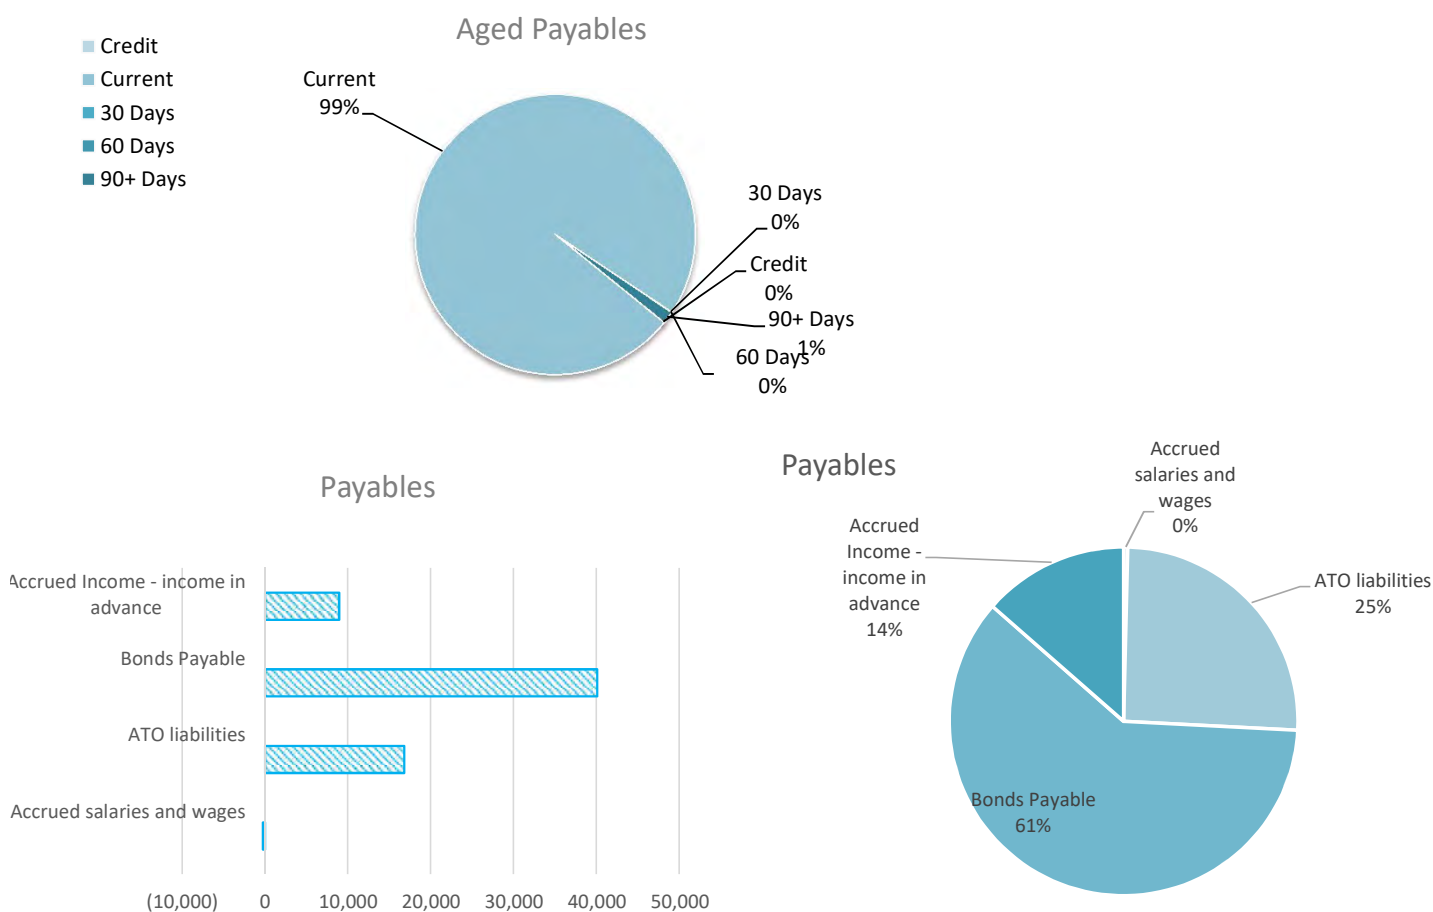 Aged Payables
Credit
Current
30 Days
60 Days
90+ Days
Current
99%
30 Days
0%
Credit
0%
90+ Days
1%
60 Days
0%
Payables
Accrued Income - income in
advance
Bonds Payable
ATO liabilities
Accrued salaries and wages
(10,000)
0
10,000
20,000
30,000
40,000
50,000
Payables
Accrued
salaries and
wages
0%
Accrued
Income -
income in
advance
14%
ATO liabilities
25%
Bonds Payable
61%